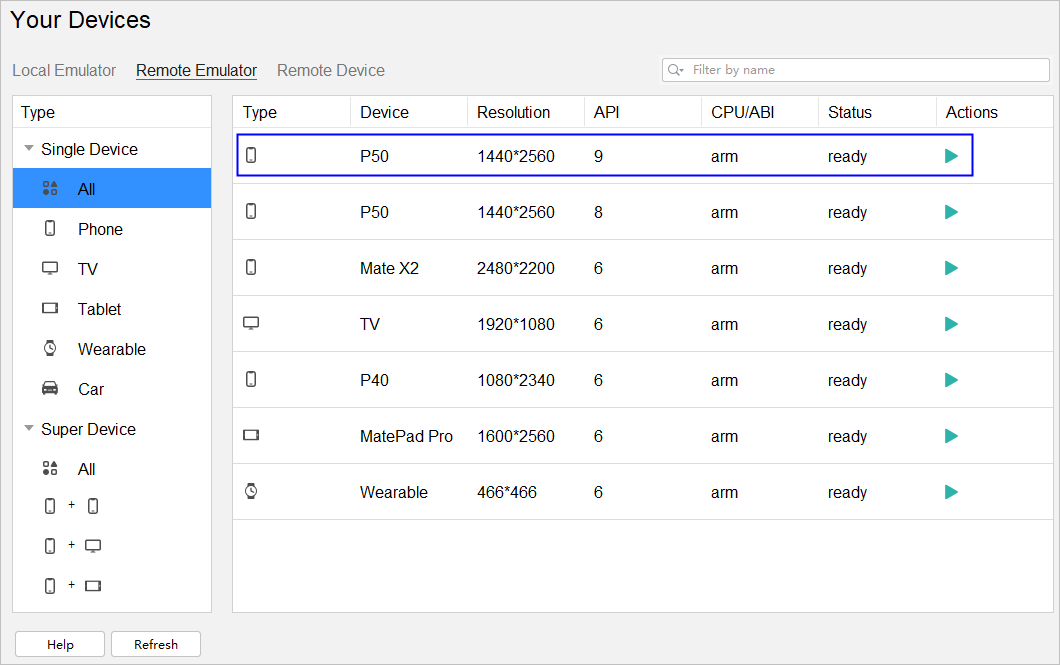 Your Devices
Local Emulator Remote Emulator Remote Device Filter by name
Type
Single Device
All
Phone
TV
Tablet
Wearable
Car
Super Device
All
+
+
+
Type Device Resolution API CPU/ABI Status Actions
P50 1440*2560 9 arm ready
P50 1440*2560 8 arm ready
Mate X2 2480*2200 6 arm ready
TV 1920*1080 6 arm ready
P40 1080*2340 6 arm ready
MatePad Pro 1600*2560 6 arm ready
Wearable 466*466 6 arm ready
Help Refresh